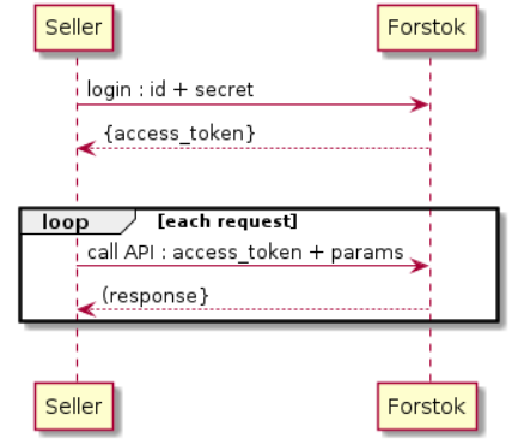 Seller Forstok
login : id + secret
{access_token}
loop [each request]
call API : access_token + params
(response}
Seller Forstok